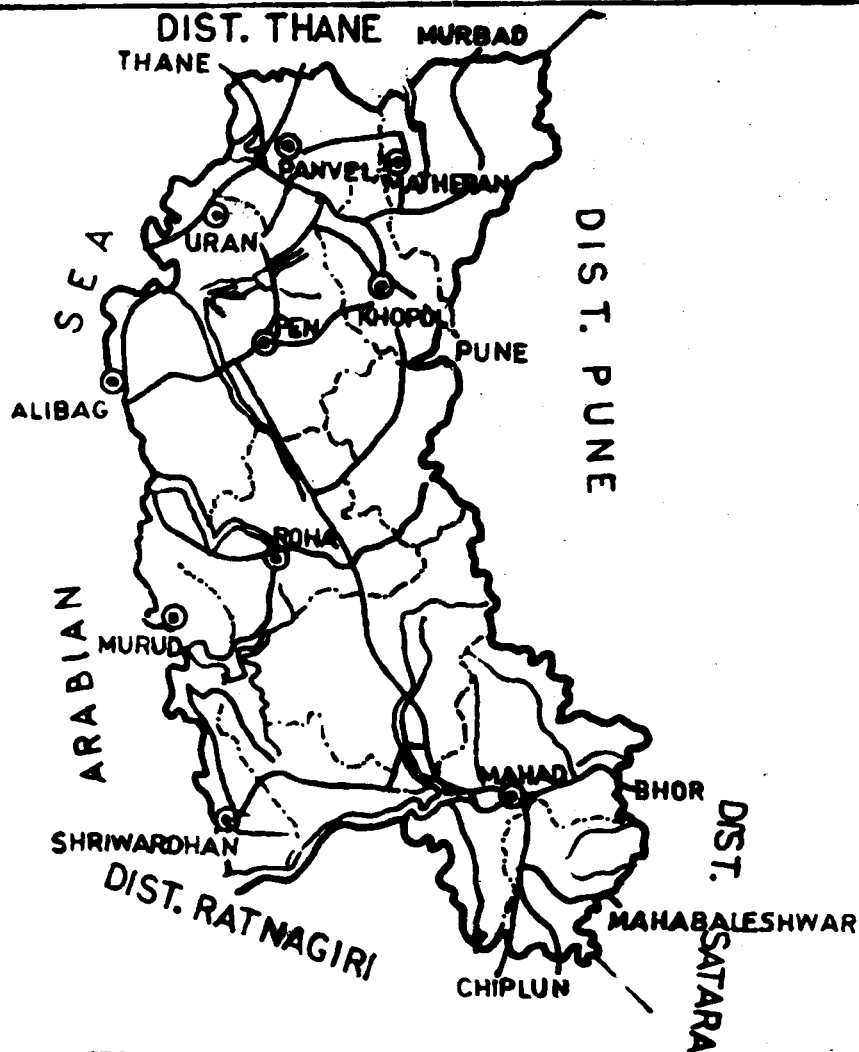 DIST. THANE
MURBAD
THANE
PANVEL
MATHERAN
URAN
SEA
DIST. PUNE
KHOPOLI
PEN
PUNE
ALIBAG
ROHA
ARABIAN
MURUD
MAHAD
BHOR
SHRIWARDHAN
DIST. RATNAGIRI
DIST. SATARA
MAHABALESHWAR
CHIPLUN